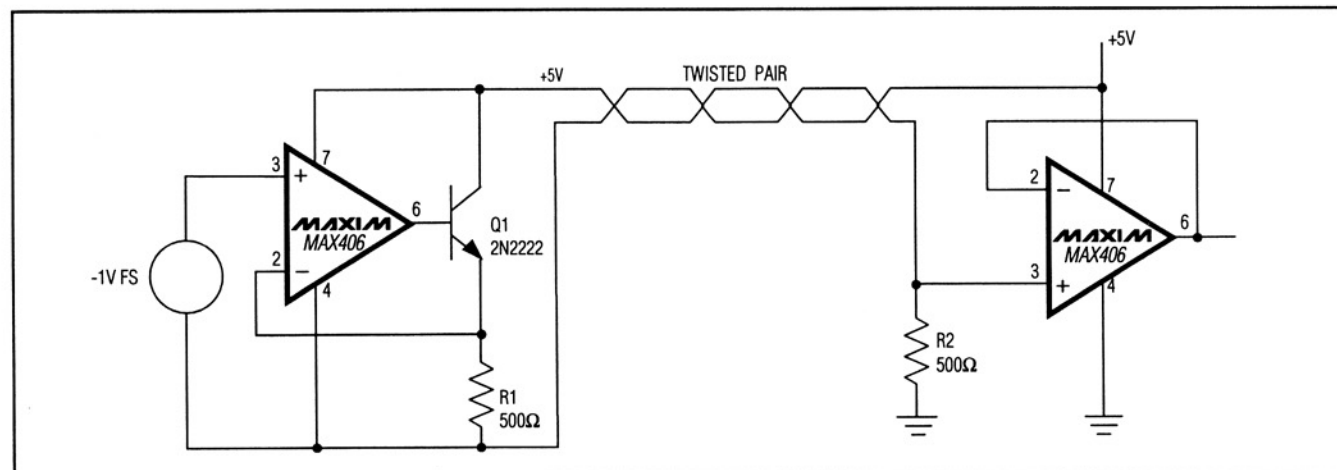 +5V
+5V
TWISTED PAIR
3
+
7
MAXIM
MAX406
6
Q1
2N2222
-1V FS
2
-
4
R1
500Ω
2
-
7
MAXIM
MAX406
6
3
+
4
R2
500Ω